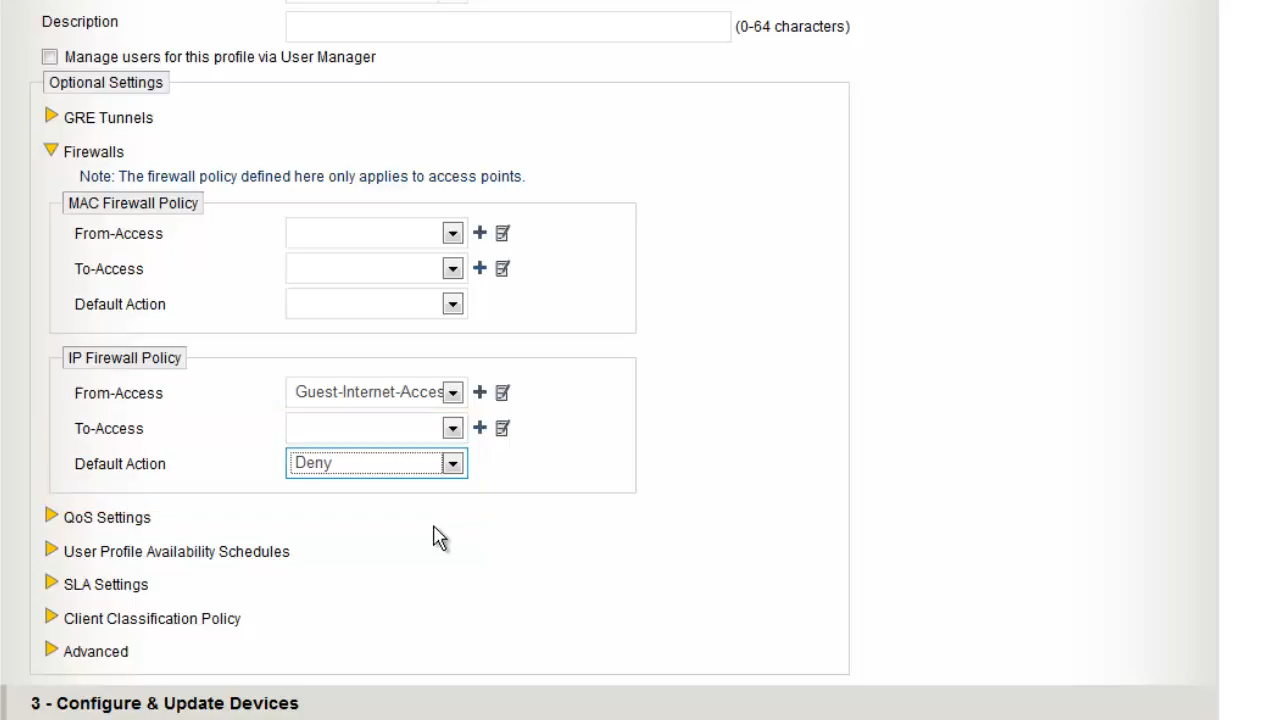 Description
(0-64 characters)
Manage users for this profile via User Manager
Optional Settings
GRE Tunnels
Firewalls
Note: The firewall policy defined here only applies to access points.
MAC Firewall Policy
From-Access
To-Access
Default Action
IP Firewall Policy
From-Access Guest-Internet-Acces
To-Access
Default Action Deny
QoS Settings
User Profile Availability Schedules
SLA Settings
Client Classification Policy
Advanced
3 - Configure & Update Devices